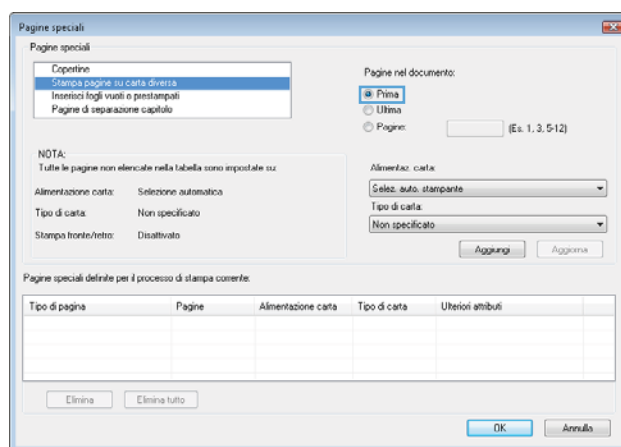 Pagine speciali
Pagine speciali
Copertine
Stampa pagine su carta diversa
Inserisci fogli vuoti o prestampati
Pagine di separazione capitolo
Pagine nel documento:
Prima
Ultima
Pagine: (Es. 1, 3, 5-12)
NOTA:
Tutte le pagine non elencate nella tabella sono impostate su:
Alimentazione carta: Selezione automatica
Tipo di carta: Non specificato
Stampa fronte/retro: Disattivato
Alimentaz. carta:
Selez. auto. stampante
Tipo di carta:
Non specificato
Aggiungi Aggiorna
Pagine speciali definite per il processo di stampa corrente:
Tipo di pagina Pagine Alimentazione carta Tipo di carta Ulteriori attributi
Elimina Elimina tutto
OK Annulla